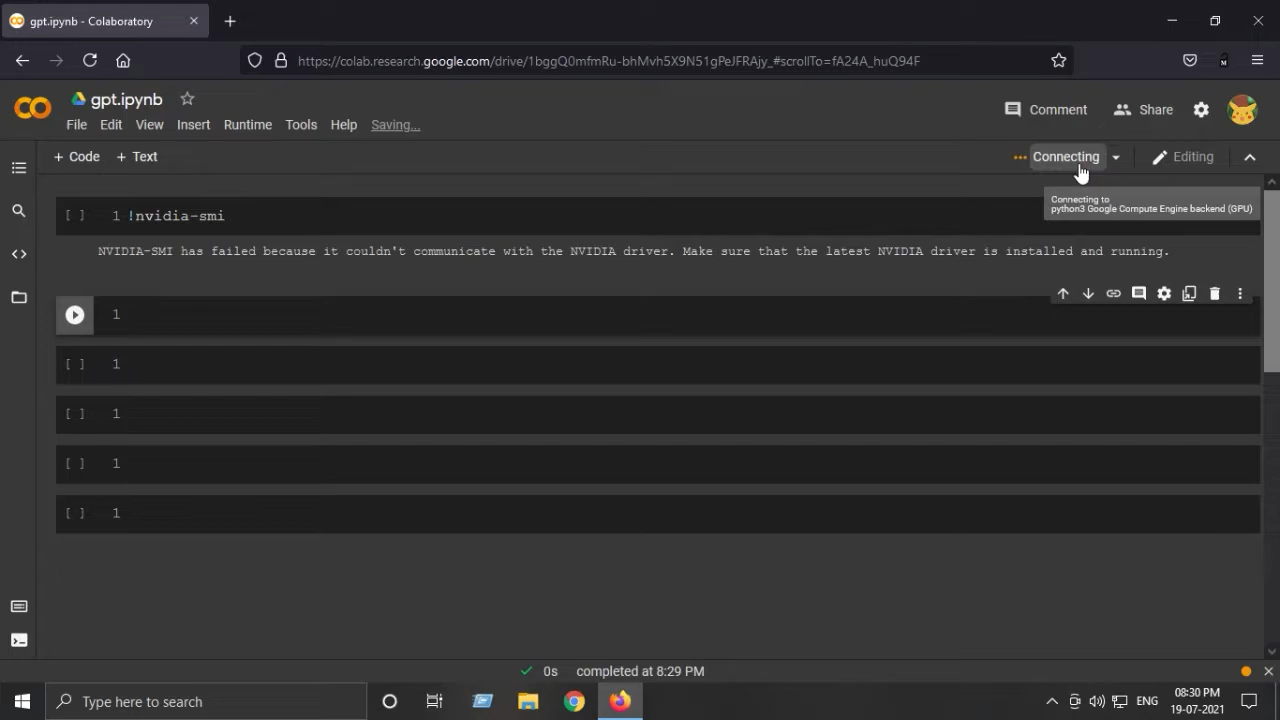 gpt.ipynb - Colaboratory
https://colab.research.google.com/drive/1bggQ0mfmRu-bhMvh5X9N51gPeJFRAjy_#scrollTo=fA24A_huQ94F
gpt.ipynb
Comment
Share
File Edit View Insert Runtime Tools Help Saving...
+ Code + Text
Connecting
Editing
Connecting to
python3 Google Compute Engine backend (GPU)
[ ] 1 !nvidia-smi
NVIDIA-SMI has failed because it couldn't communicate with the NVIDIA driver. Make sure that the latest NVIDIA driver is installed and running.
1
[ ] 1
[ ] 1
[ ] 1
[ ] 1
0s completed at 8:29 PM
Type here to search
ENG
08:30 PM
19-07-2021